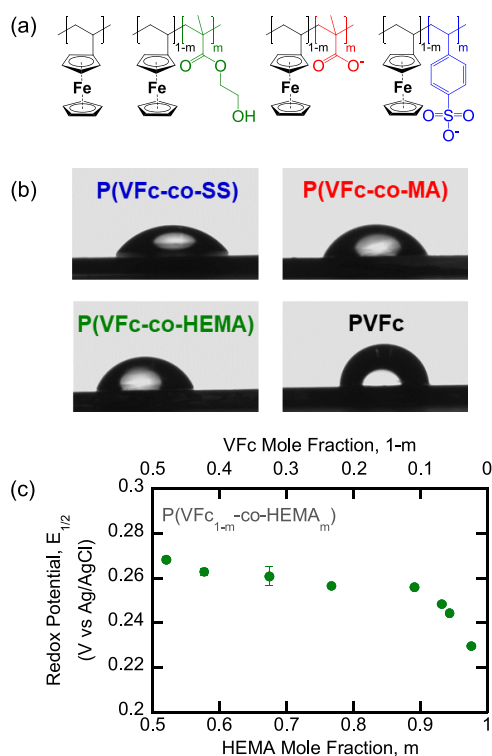 (a)
1-m m 1-m m 1-m m
Fe Fe O O Fe O O⁻ Fe
OH
O=S=O
O⁻
(b)
P(VFc-co-SS) P(VFc-co-MA)
P(VFc-co-HEMA) PVFc
VFc Mole Fraction, 1-m
0.5 0.4 0.3 0.2 0.1 0
(c)
0.3
P(VFc1-m-co-HEMAm)
0.28
0.26
0.24
0.22
0.2
Redox Potential, E1/2
(V vs Ag/AgCl)
0.5 0.6 0.7 0.8 0.9 1
HEMA Mole Fraction, m